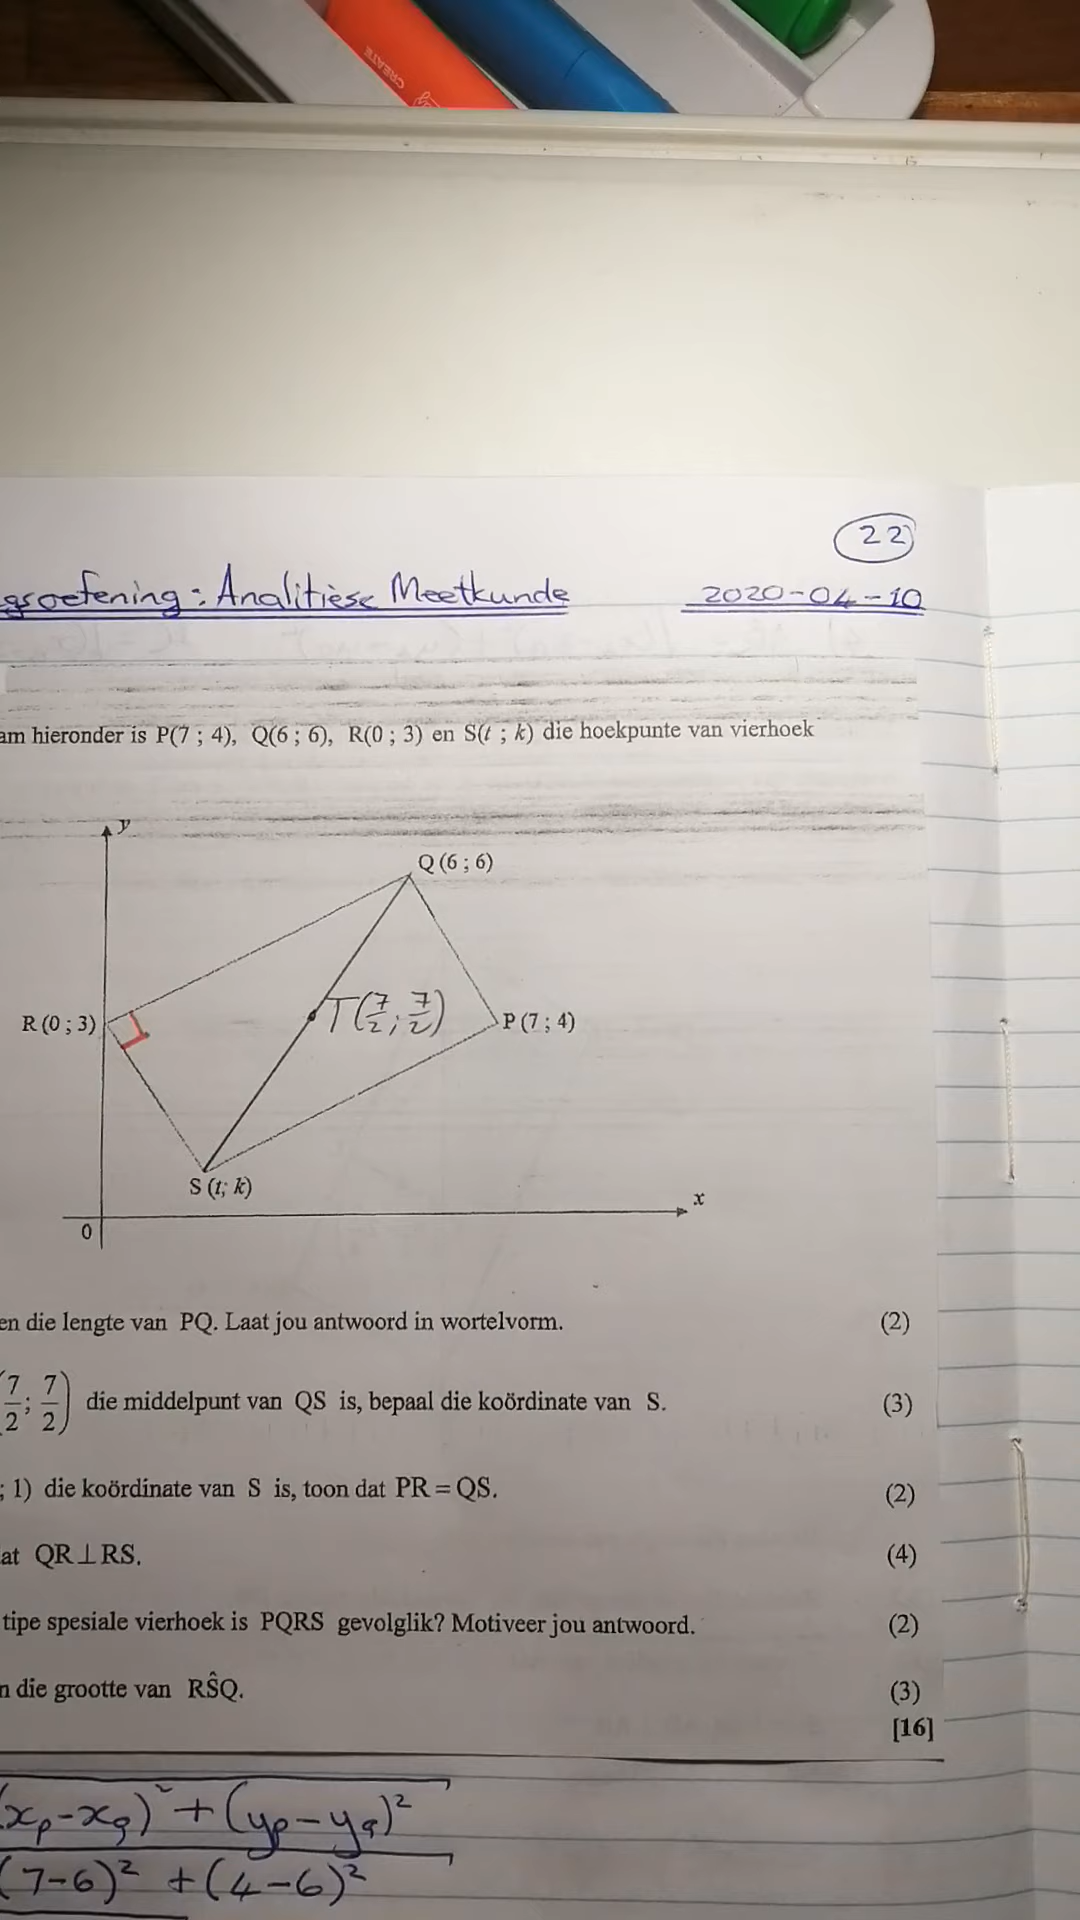 CREATE
22
groefening: Analitiese Meetkunde 2020-04-10
am hieronder is P(7 ; 4), Q(6 ; 6), R(0 ; 3) en S(t ; k) die hoekpunte van vierhoek
y
Q (6 ; 6)
R (0 ; 3)
T(7/2 ; 7/2)
P (7 ; 4)
S (t; k)
x
0
en die lengte van PQ. Laat jou antwoord in wortelvorm. (2)
(7/2 ; 7/2) die middelpunt van QS is, bepaal die koördinate van S. (3)
; 1) die koördinate van S is, toon dat PR = QS. (2)
at QR ⊥ RS. (4)
tipe spesiale vierhoek is PQRS gevolglik? Motiveer jou antwoord. (2)
n die grootte van RŜQ. (3)
[16]
(xp-xq)² + (yp-yq)²
(7-6)² + (4-6)²